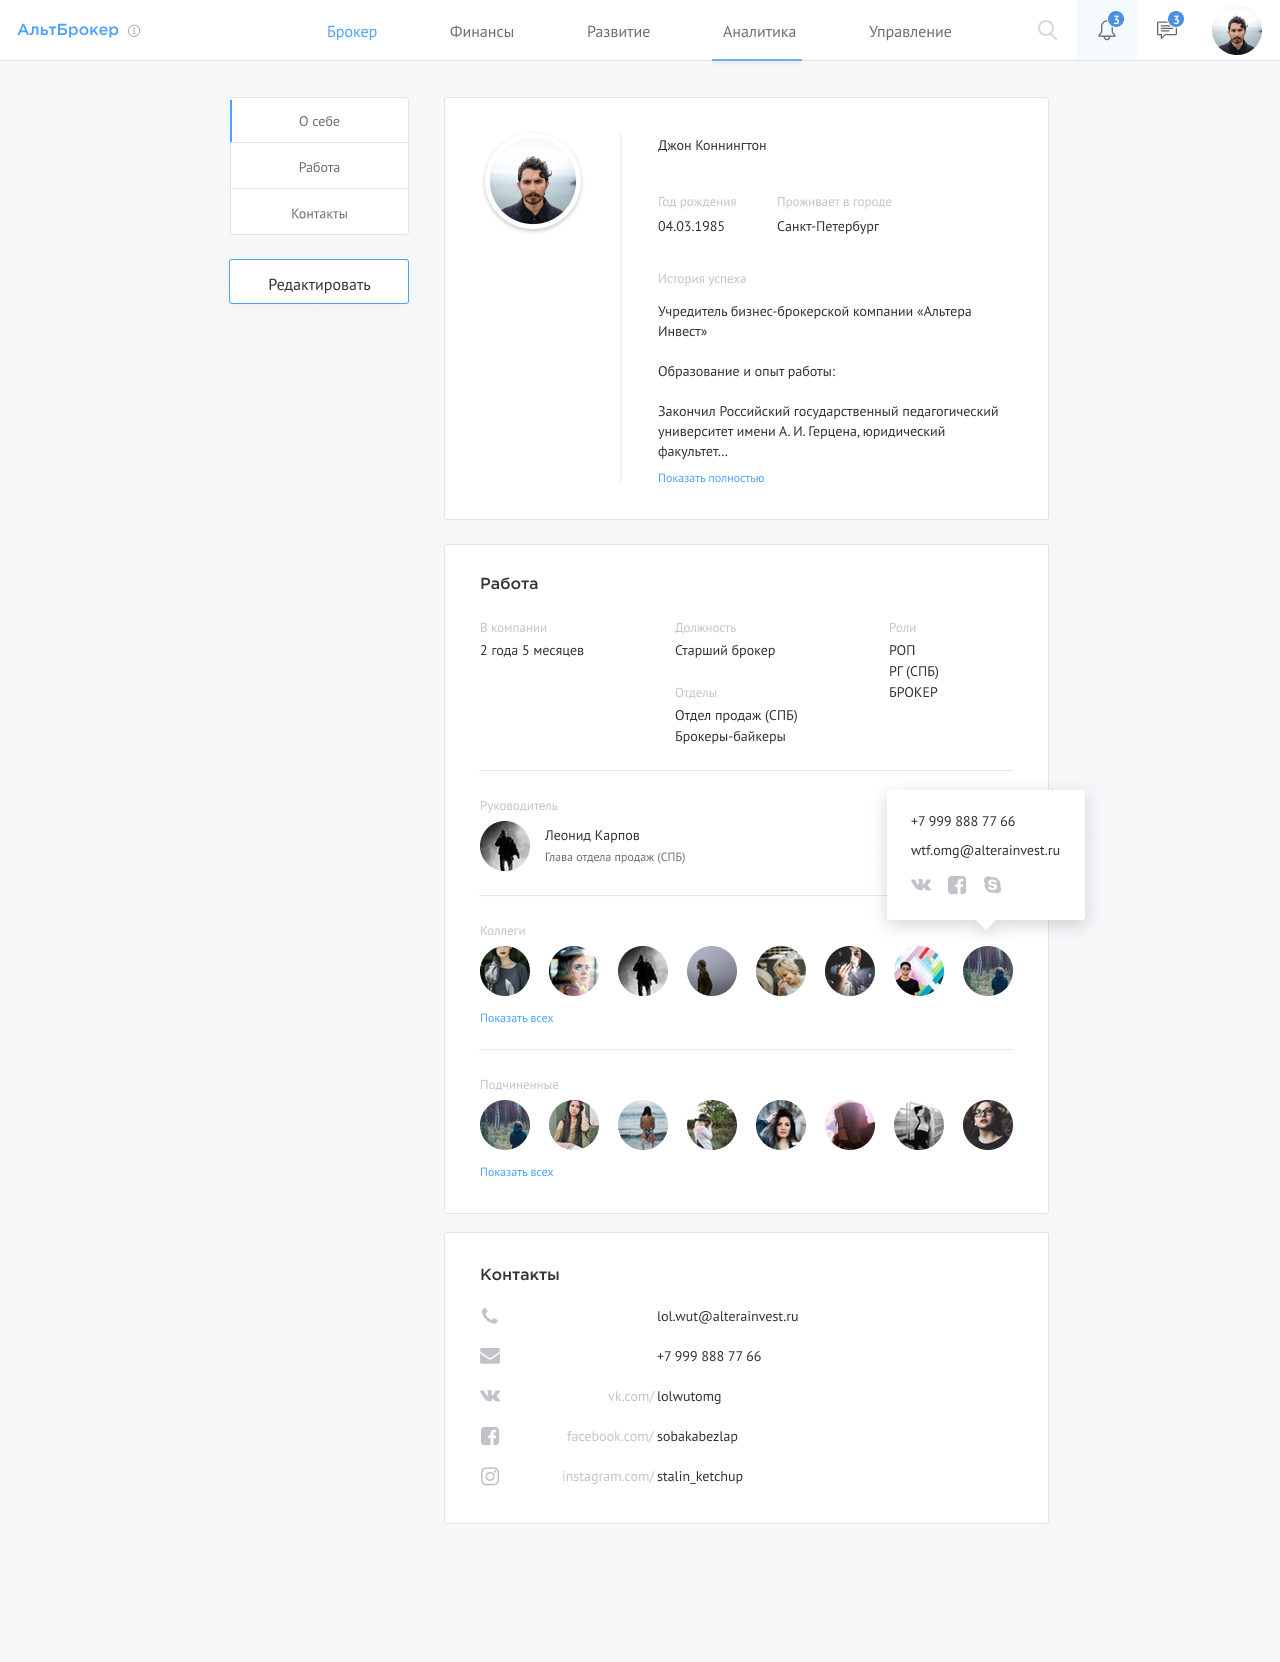 АльтБрокер
Брокер
Финансы
Развитие
Аналитика
Управление
3
3
О себе
Работа
Контакты
Редактировать
Джон Коннингтон
Год рождения
Проживает в городе
04.03.1985
Санкт-Петербург
История успеха
Учредитель бизнес-брокерской компании «Альтера
Инвест»
Образование и опыт работы:
Закончил Российский государственный педагогический
университет имени А. И. Герцена, юридический
факультет...
Показать полностью
Работа
В компании
Должность
Роли
2 года 5 месяцев
Старший брокер
РОП
РГ (СПБ)
БРОКЕР
Отделы
Отдел продаж (СПБ)
Брокеры-байкеры
Руководитель
Леонид Карпов
Глава отдела продаж (СПБ)
+7 999 888 77 66
wtf.omg@alterainvest.ru
Коллеги
Показать всех
Подчиненные
Показать всех
Контакты
lol.wut@alterainvest.ru
+7 999 888 77 66
vk.com/ lolwutomg
facebook.com/ sobakabezlap
instagram.com/ stalin_ketchup